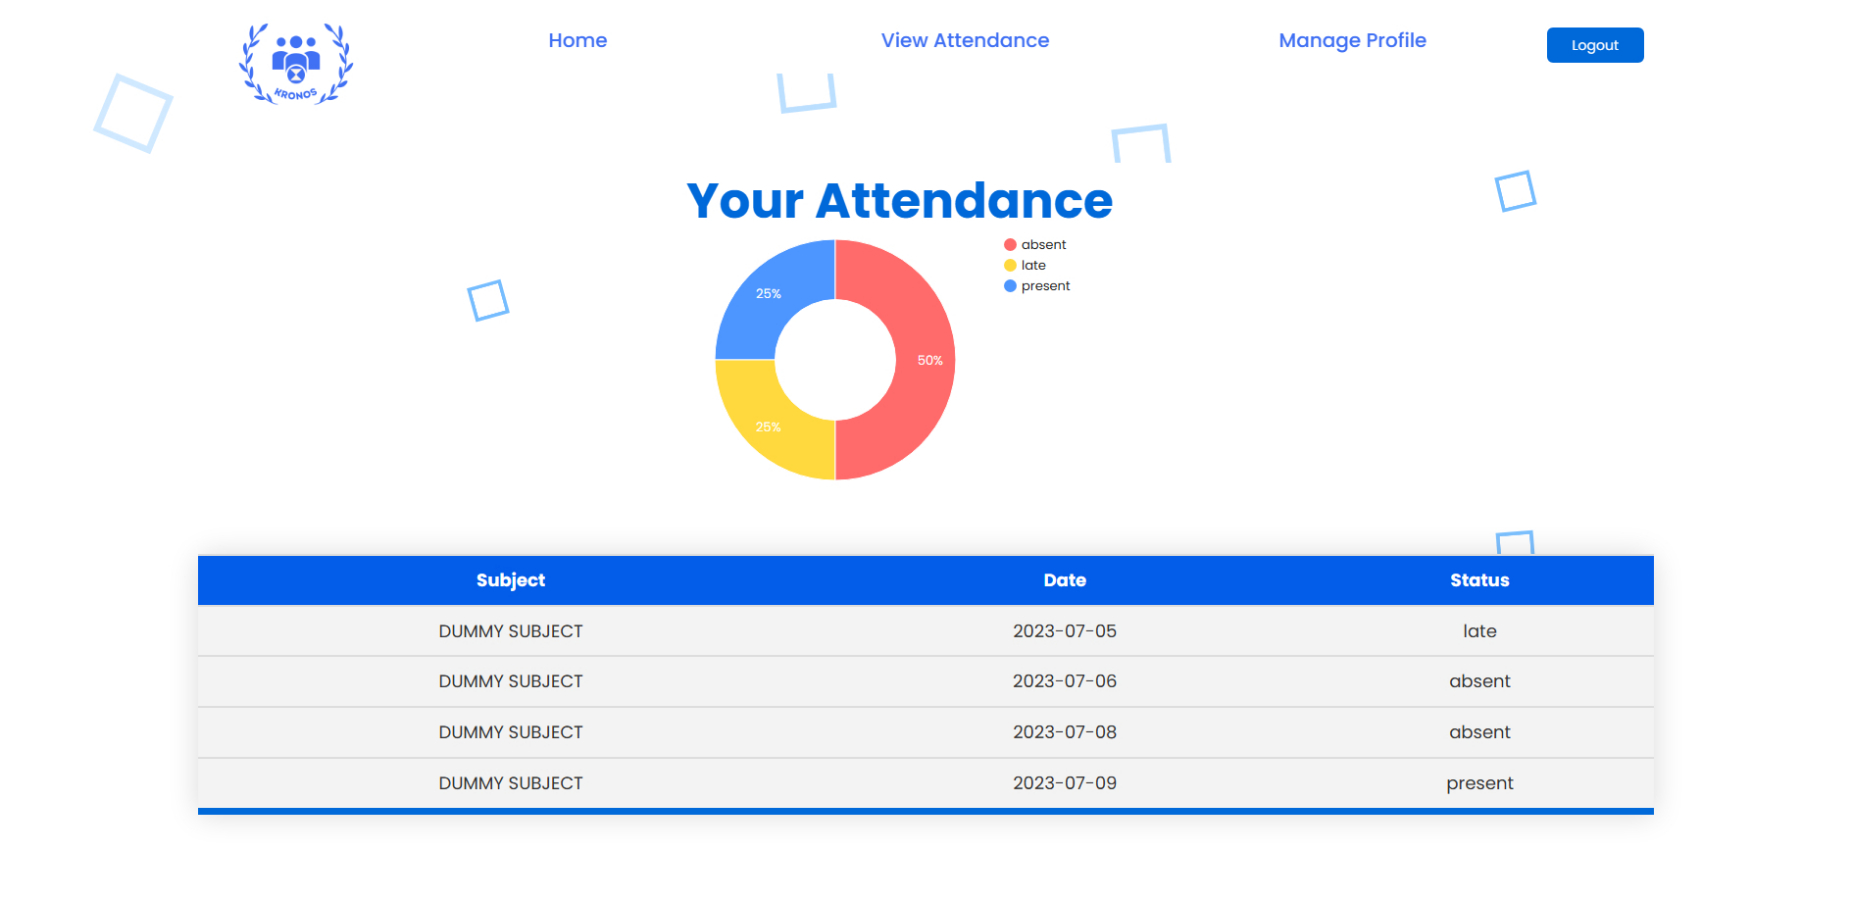 KRONOS
Home
View Attendance
Manage Profile
Logout
Your Attendance
absent
late
present
25%
50%
25%
Subject Date Status
DUMMY SUBJECT 2023-07-05 late
DUMMY SUBJECT 2023-07-06 absent
DUMMY SUBJECT 2023-07-08 absent
DUMMY SUBJECT 2023-07-09 present